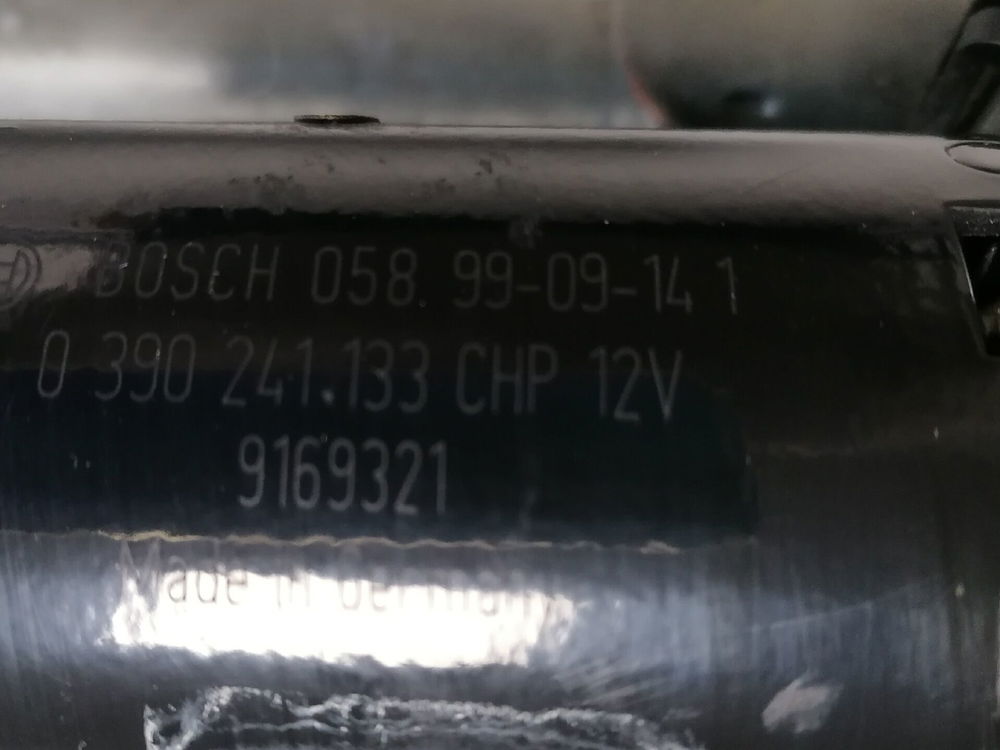 BOSCH 058 99-09-14 1
0 390 241.133 CHP 12V
9169321
Made in Germany